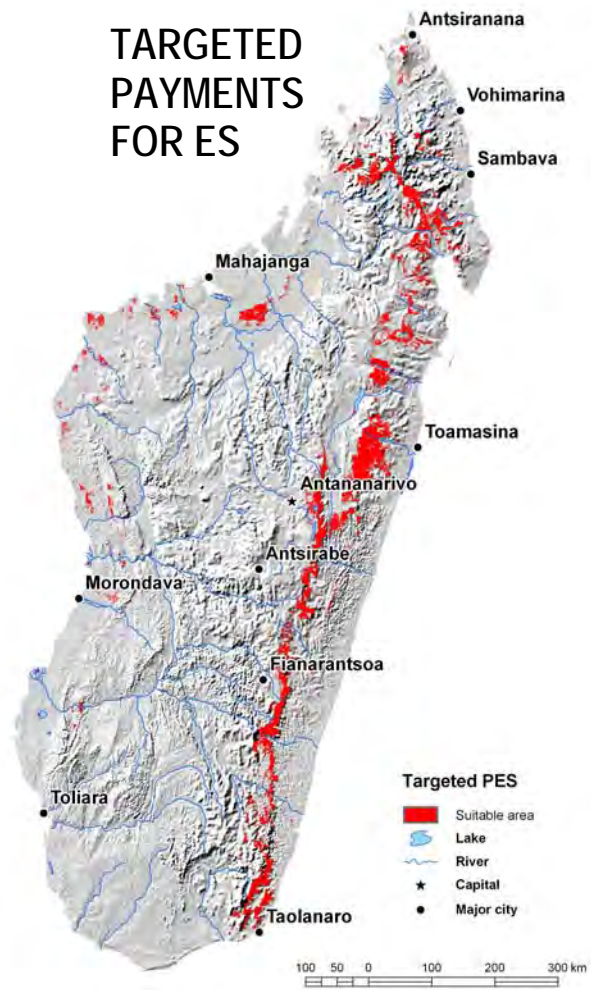 TARGETED
PAYMENTS
FOR ES
Antsiranana
Vohimarina
Sambava
Mahajanga
Toamasina
Antananarivo
Antsirabe
Morondava
Fianarantsoa
Toliara
Taolanaro
Targeted PES
Suitable area
Lake
River
Capital
Major city
100 50 0 100 200 300 km